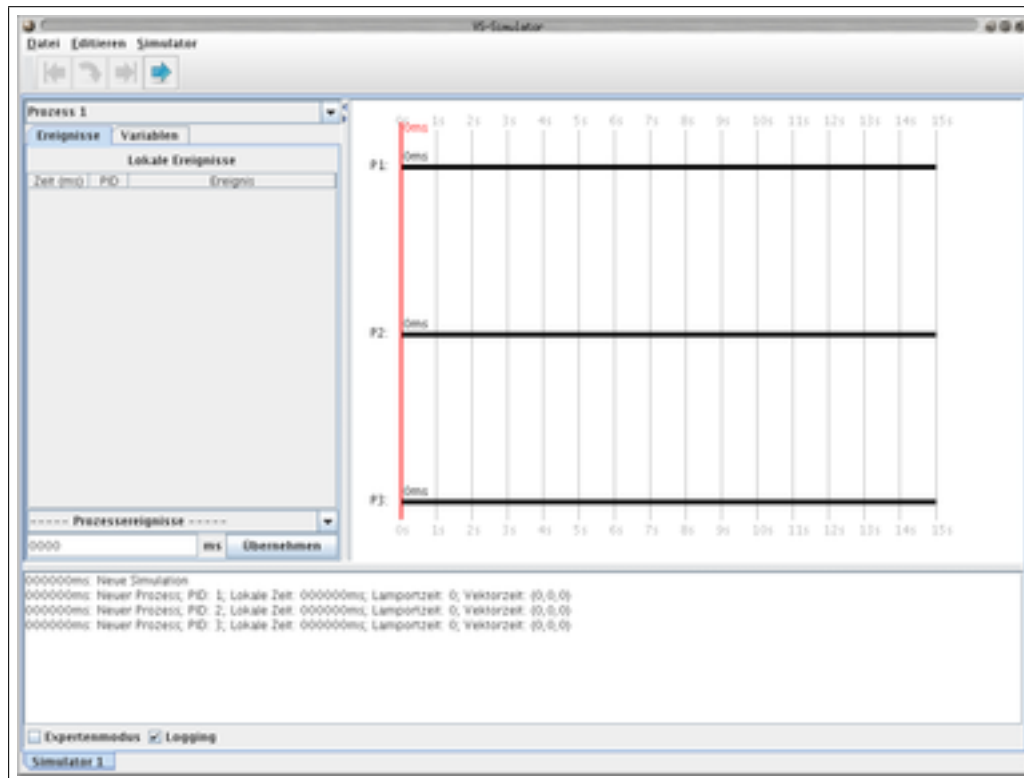 VS-Simulator
Datei Editieren Simulator
Prozess 1
Ereignisse Variablen
Lokale Ereignisse
Zeit (ms) PID Ereignis
----- Prozessereignisse -----
0000 ms Übernehmen
0s 1s 2s 3s 4s 5s 6s 7s 8s 9s 10s 11s 12s 13s 14s 15s
0ms
0ms
P1:
0ms
P2:
0ms
P3:
0s 1s 2s 3s 4s 5s 6s 7s 8s 9s 10s 11s 12s 13s 14s 15s
000000ms: Neue Simulation
000000ms: Neuer Prozess; PID: 1; Lokale Zeit: 000000ms; Lamportzeit: 0; Vektorzeit: (0,0,0)
000000ms: Neuer Prozess; PID: 2; Lokale Zeit: 000000ms; Lamportzeit: 0; Vektorzeit: (0,0,0)
000000ms: Neuer Prozess; PID: 3; Lokale Zeit: 000000ms; Lamportzeit: 0; Vektorzeit: (0,0,0)
Expertenmodus Logging
Simulator 1